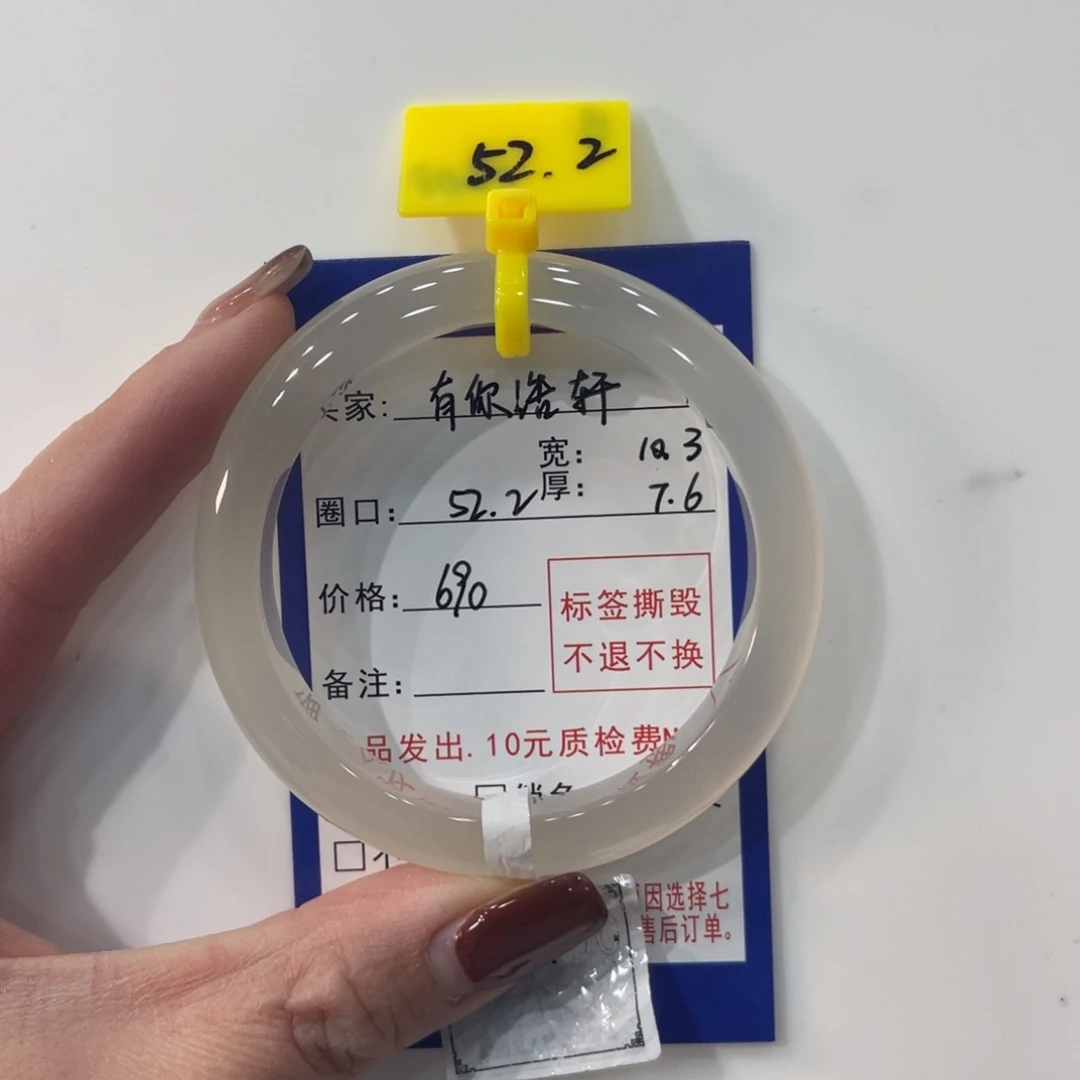 52.2
家: 有你浩轩
宽: 12.3
圈口: 52.2 厚: 7.6
价格: 690
标签撕毁
不退不换
备注:
品发出.10元质检费
因选择七
售后订单。